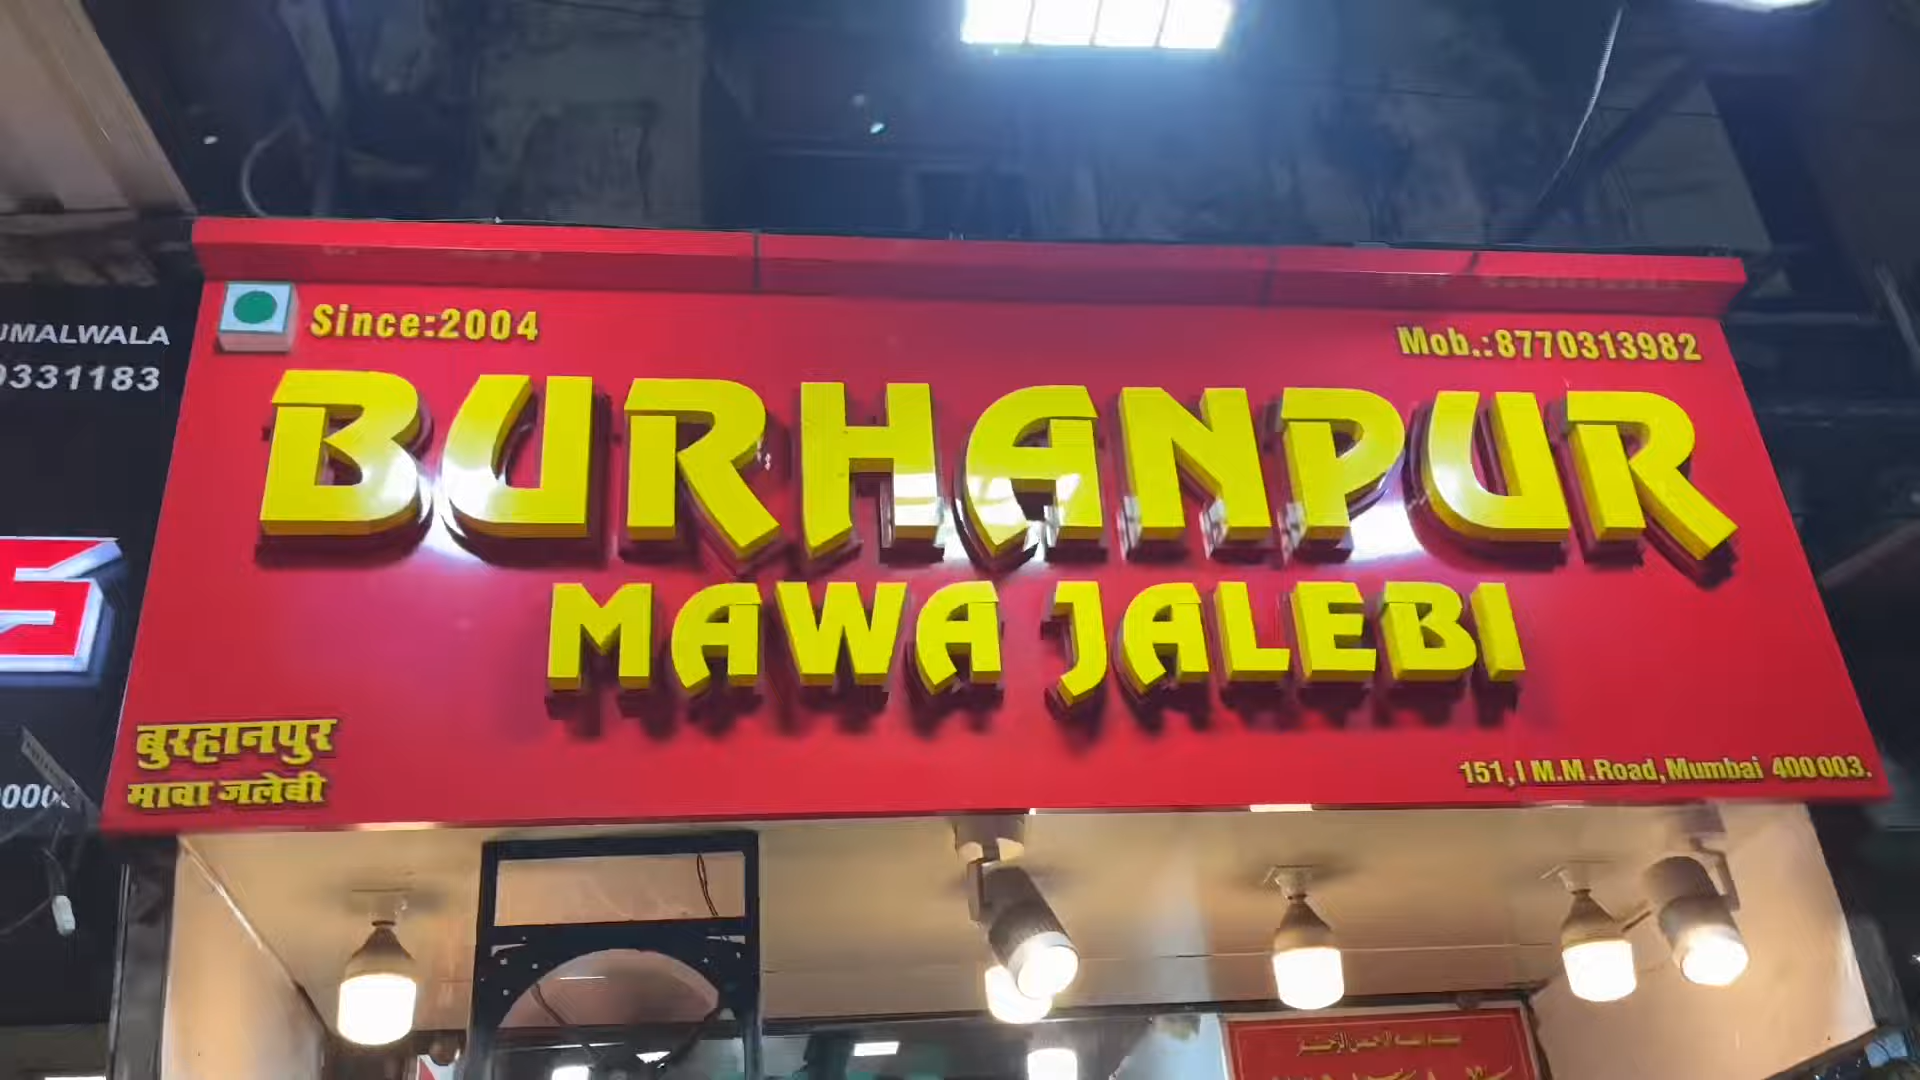 Since:2004
Mob.:8770313982
BURHANPUR
MAWA JALEBI
बुरहानपुर
मावा जलेबी
151, I M.M. Road, Mumbai 400003.
UMALWALA
0331183